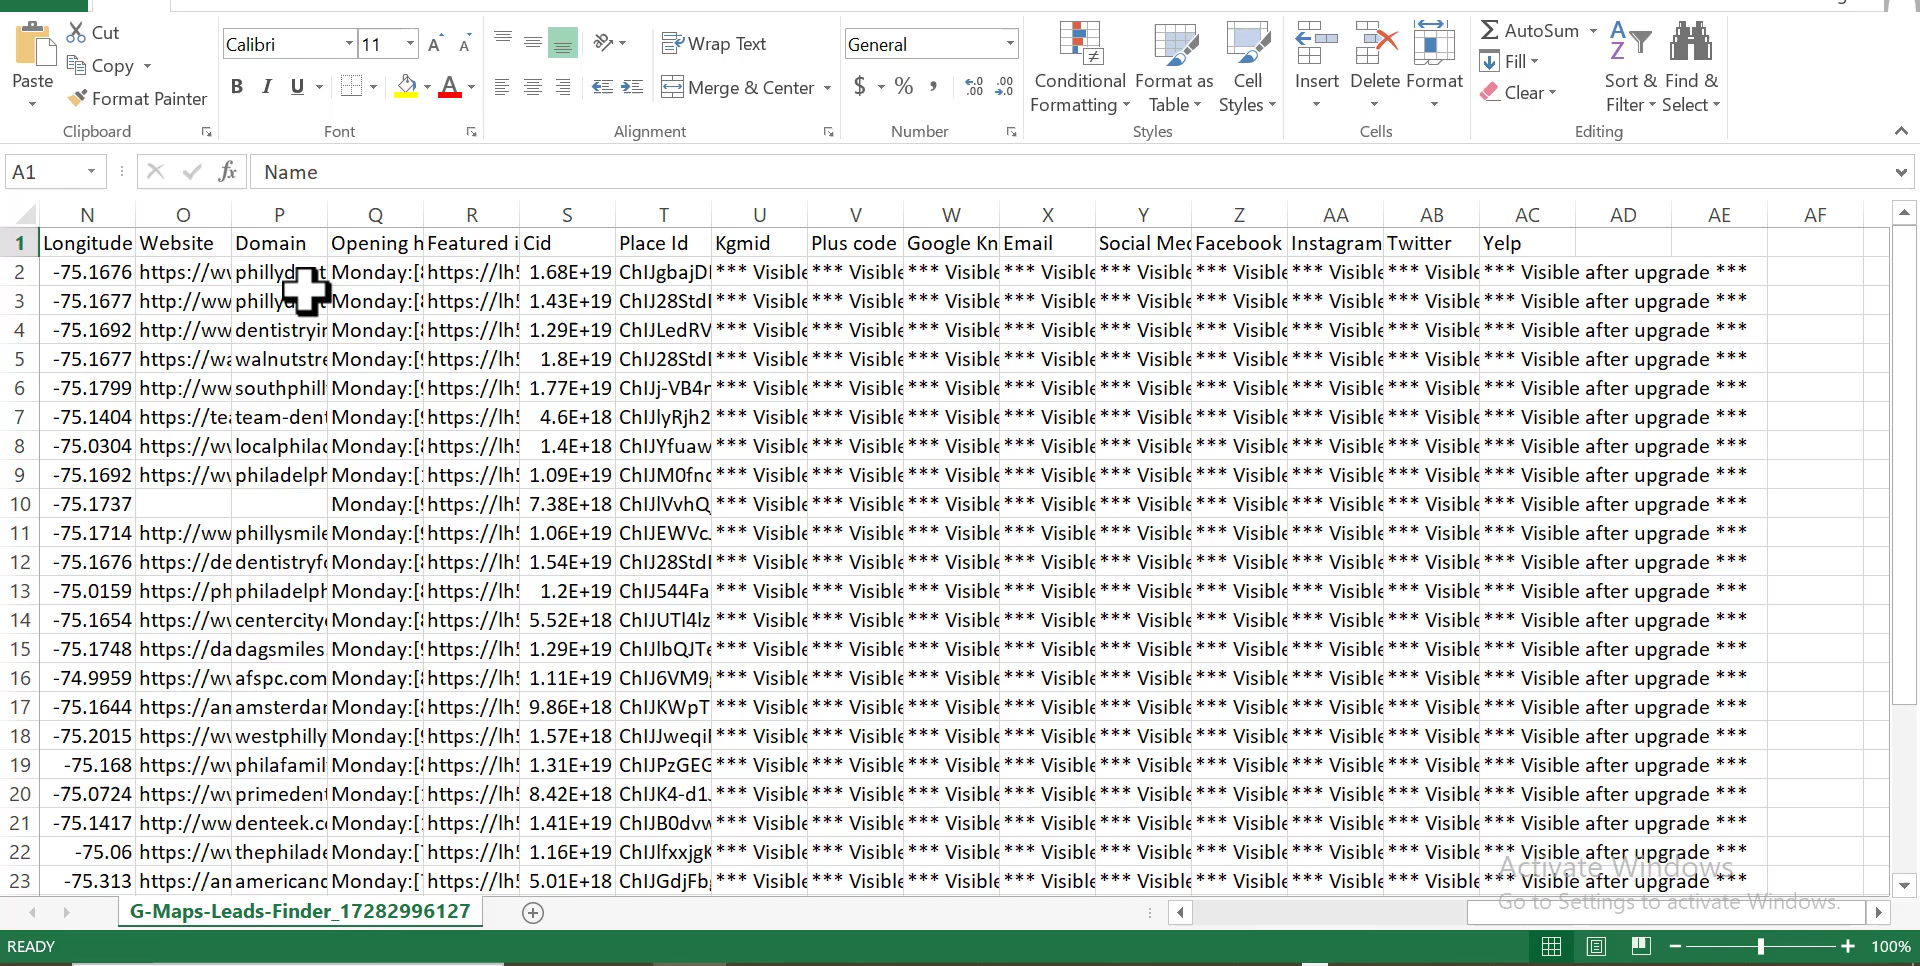 Cut
Copy
Format Painter
Paste
Clipboard
Calibri 11 A A
B I U A
Font
Wrap Text
Merge & Center
Alignment
General
$ % ,
Number
Conditional Formatting
Format as Table
Cell Styles
Styles
Insert Delete Format
Cells
AutoSum
Fill
Clear
Sort & Filter
Find & Select
Editing
A1 fx Name
N O P Q R S T U V W X Y Z AA AB AC AD AE AF
1 Longitude Website Domain Opening h Featured i Cid Place Id Kgmid Plus code Google Kn Email Social Med Facebook Instagram Twitter Yelp
2 -75.1676 https://w phillyd Monday:[ https://lh 1.68E+19 ChIJgbajD *** Visible *** Visible *** Visible *** Visible *** Visible *** Visible *** Visible *** Visible *** Visible after upgrade ***
3 -75.1677 http://ww philly Monday:[ https://lh 1.43E+19 ChIJ28Std *** Visible *** Visible *** Visible *** Visible *** Visible *** Visible *** Visible *** Visible *** Visible after upgrade ***
4 -75.1692 http://ww dentistryin Monday:[ https://lh 1.29E+19 ChIJLedRV *** Visible *** Visible *** Visible *** Visible *** Visible *** Visible *** Visible *** Visible *** Visible after upgrade ***
5 -75.1677 https://wa walnutstre Monday:[ https://lh 1.8E+19 ChIJ28Std *** Visible *** Visible *** Visible *** Visible *** Visible *** Visible *** Visible *** Visible *** Visible after upgrade ***
6 -75.1799 http://ww southphill Monday:[ https://lh 1.77E+19 ChIJj-VB4r *** Visible *** Visible *** Visible *** Visible *** Visible *** Visible *** Visible *** Visible *** Visible after upgrade ***
7 -75.1404 https://tea team-dent Monday:[ https://lh 4.6E+18 ChIJlyRjh2 *** Visible *** Visible *** Visible *** Visible *** Visible *** Visible *** Visible *** Visible *** Visible after upgrade ***
8 -75.0304 https://w localphilad Monday:[ https://lh 1.4E+18 ChIJYfuaw *** Visible *** Visible *** Visible *** Visible *** Visible *** Visible *** Visible *** Visible *** Visible after upgrade ***
9 -75.1692 https://w philadelph Monday:[ https://lh 1.09E+19 ChIJM0fnc *** Visible *** Visible *** Visible *** Visible *** Visible *** Visible *** Visible *** Visible *** Visible after upgrade ***
10 -75.1737 Monday:[ https://lh 7.38E+18 ChIJlVvhQ *** Visible *** Visible *** Visible *** Visible *** Visible *** Visible *** Visible *** Visible *** Visible after upgrade ***
11 -75.1714 http://ww phillysmile Monday:[ https://lh 1.06E+19 ChIJEWVc *** Visible *** Visible *** Visible *** Visible *** Visible *** Visible *** Visible *** Visible *** Visible after upgrade ***
12 -75.1676 https://de dentistryf Monday:[ https://lh 1.54E+19 ChIJ28Std *** Visible *** Visible *** Visible *** Visible *** Visible *** Visible *** Visible *** Visible *** Visible after upgrade ***
13 -75.0159 https://ph philadelph Monday:[ https://lh 1.2E+19 ChIJ544Fa *** Visible *** Visible *** Visible *** Visible *** Visible *** Visible *** Visible *** Visible *** Visible after upgrade ***
14 -75.1654 https://w centercity Monday:[ https://lh 5.52E+18 ChIJUTl4lz *** Visible *** Visible *** Visible *** Visible *** Visible *** Visible *** Visible *** Visible *** Visible after upgrade ***
15 -75.1748 https://da dagsmiles Monday:[ https://lh 1.29E+19 ChIJlbQJT *** Visible *** Visible *** Visible *** Visible *** Visible *** Visible *** Visible *** Visible *** Visible after upgrade ***
16 -74.9959 https://w afspc.com Monday:[ https://lh 1.11E+19 ChIJ6VM9 *** Visible *** Visible *** Visible *** Visible *** Visible *** Visible *** Visible *** Visible *** Visible after upgrade ***
17 -75.1644 https://an amsterdar Monday:[ https://lh 9.86E+18 ChIJKWpT *** Visible *** Visible *** Visible *** Visible *** Visible *** Visible *** Visible *** Visible *** Visible after upgrade ***
18 -75.2015 https://w westphilly Monday:[ https://lh 1.57E+18 ChIJJweqi *** Visible *** Visible *** Visible *** Visible *** Visible *** Visible *** Visible *** Visible *** Visible after upgrade ***
19 -75.168 https://w philafamil Monday:[ https://lh 1.31E+19 ChIJPzGEG *** Visible *** Visible *** Visible *** Visible *** Visible *** Visible *** Visible *** Visible *** Visible after upgrade ***
20 -75.0724 https://w primedent Monday:[ https://lh 8.42E+18 ChIJK4-d1 *** Visible *** Visible *** Visible *** Visible *** Visible *** Visible *** Visible *** Visible *** Visible after upgrade ***
21 -75.1417 http://ww denteek.c Monday:[ https://lh 1.41E+19 ChIJB0dvw *** Visible *** Visible *** Visible *** Visible *** Visible *** Visible *** Visible *** Visible *** Visible after upgrade ***
22 -75.06 https://w thephilade Monday:[ https://lh 1.16E+19 ChIJlfxxjgK *** Visible *** Visible *** Visible *** Visible *** Visible *** Visible *** Visible *** Visible *** Visible after upgrade ***
23 -75.313 https://an americanc Monday:[ https://lh 5.01E+18 ChIJGdjFb *** Visible *** Visible *** Visible *** Visible *** Visible *** Visible *** Visible *** Visible *** Visible after upgrade ***
Activate Windows
Go to Settings to activate Windows.
G-Maps-Leads-Finder_17282996127
READY
100%